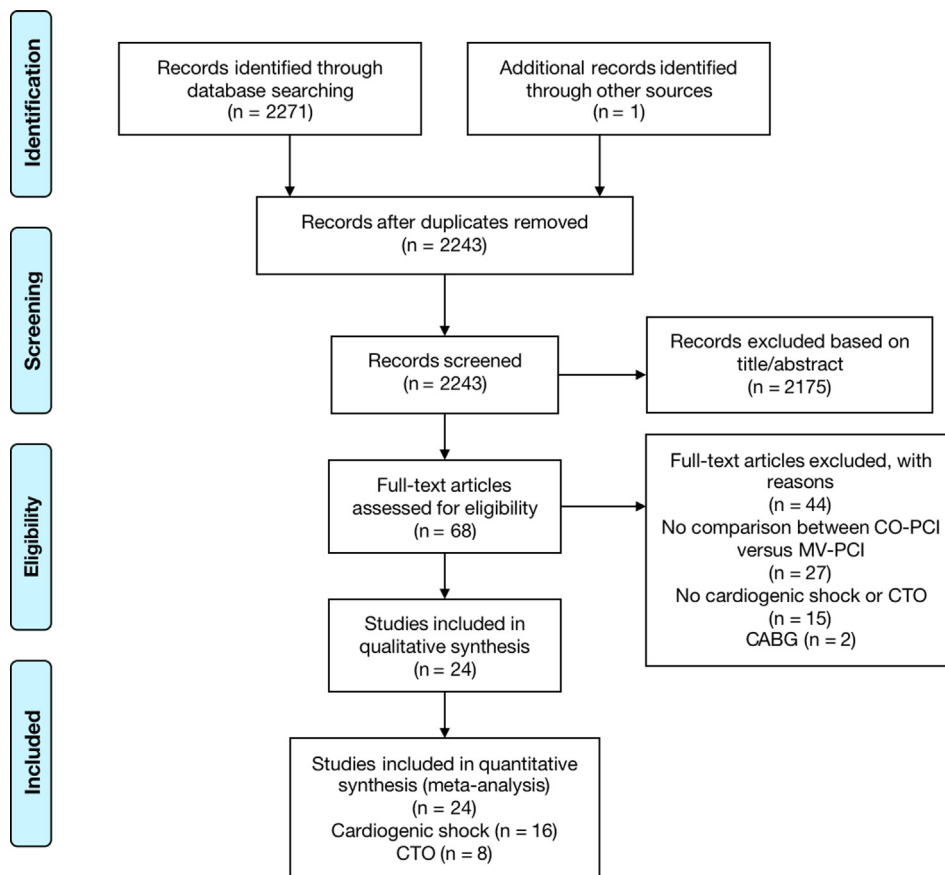 Identification
Records identified through
database searching
(n = 2271)
Additional records identified
through other sources
(n = 1)
Records after duplicates removed
(n = 2243)
Screening
Records screened
(n = 2243)
Records excluded based on
title/abstract
(n = 2175)
Eligibility
Full-text articles
assessed for eligibility
(n = 68)
Full-text articles excluded, with
reasons
(n = 44)
No comparison between CO-PCI
versus MV-PCI
(n = 27)
No cardiogenic shock or CTO
(n = 15)
CABG (n = 2)
Studies included in
qualitative synthesis
(n = 24)
Included
Studies included in quantitative
synthesis (meta-analysis)
(n = 24)
Cardiogenic shock (n = 16)
CTO (n = 8)